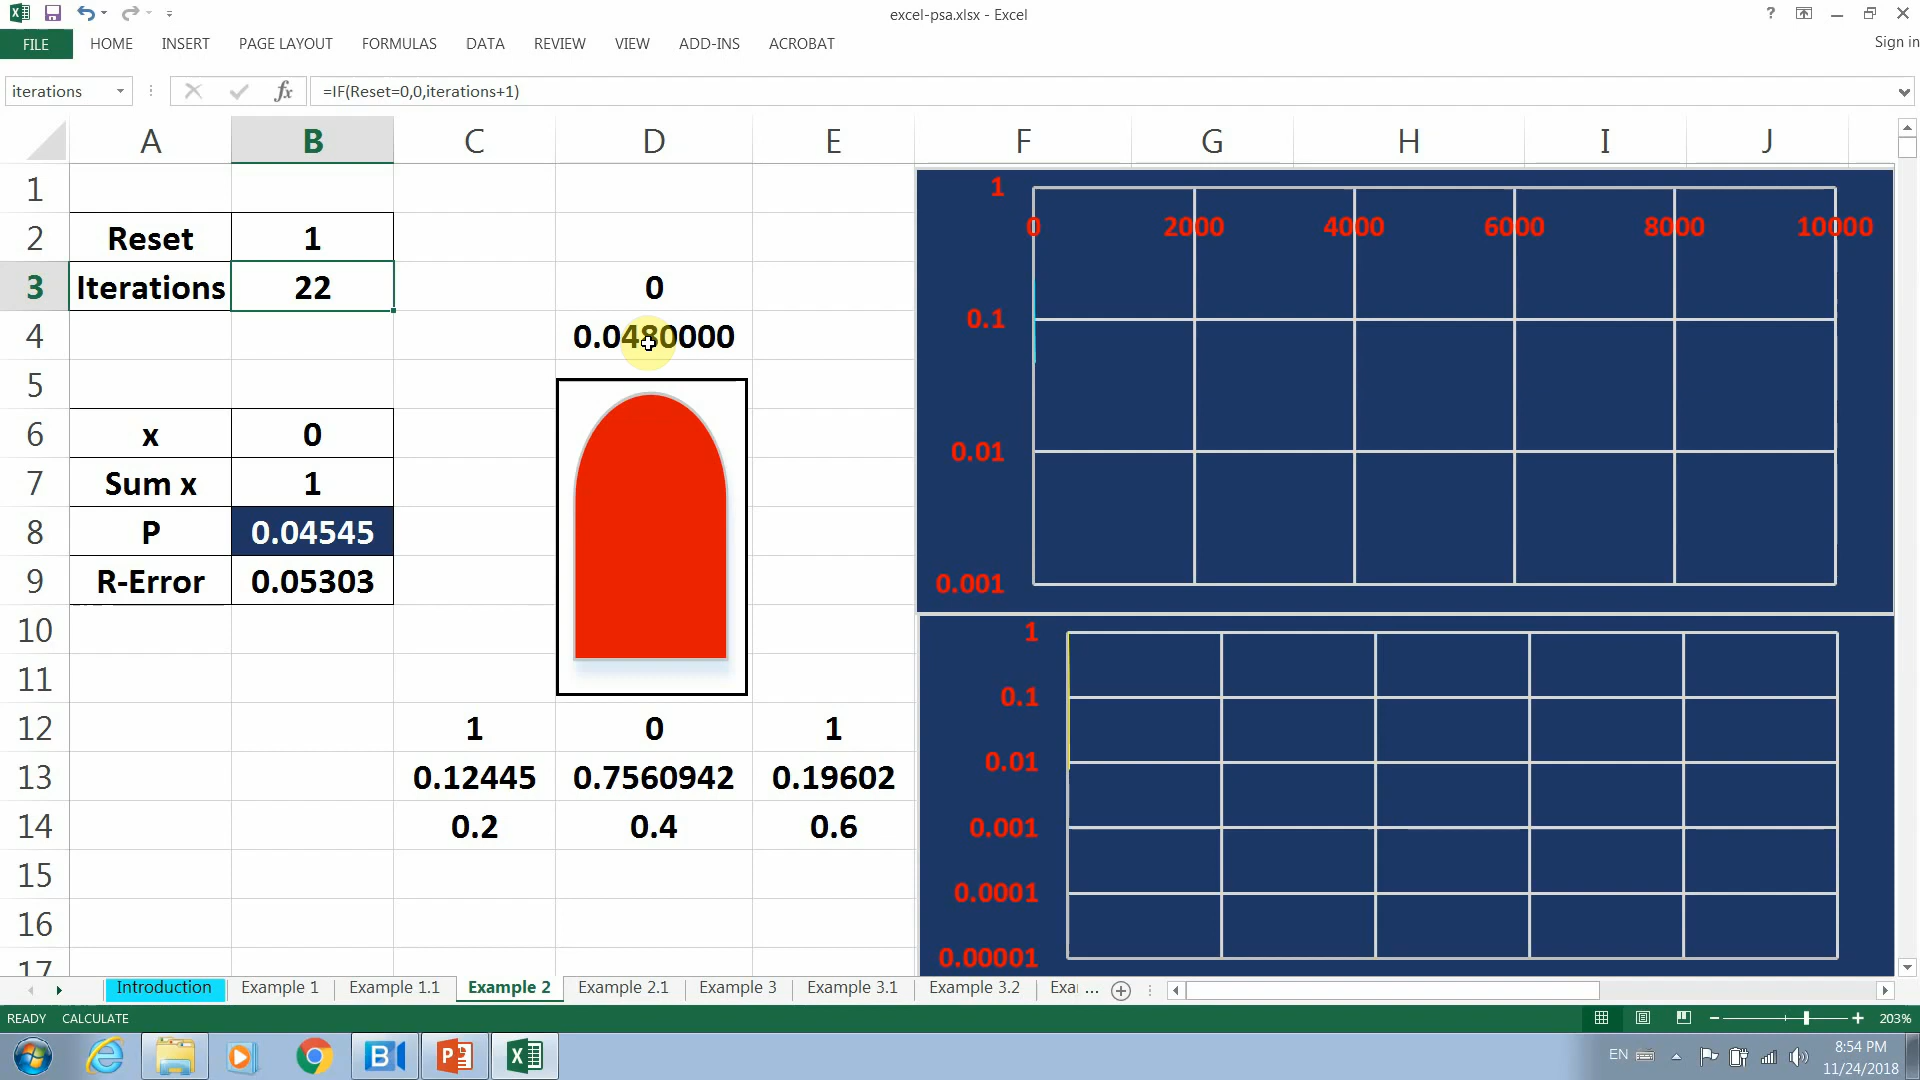 excel-psa.xlsx - Excel
FILE HOME INSERT PAGE LAYOUT FORMULAS DATA REVIEW VIEW ADD-INS ACROBAT Sign in
iterations fx =IF(Reset=0,0,iterations+1)
A B C D E F G H I J
1
2 Reset 1
3 Iterations 22 0
4 0.0480000
5
6 x 0
7 Sum x 1
8 P 0.04545
9 R-Error 0.05303
10
11
12 1 0 1
13 0.12445 0.7560942 0.19602
14 0.2 0.4 0.6
15
16
17
1
0 2000 4000 6000 8000 10000
0.1
0.01
0.001
1
0.1
0.01
0.001
0.0001
0.00001
Introduction Example 1 Example 1.1 Example 2 Example 2.1 Example 3 Example 3.1 Example 3.2 Exa ...
READY CALCULATE 203%
EN 8:54 PM
11/24/2018